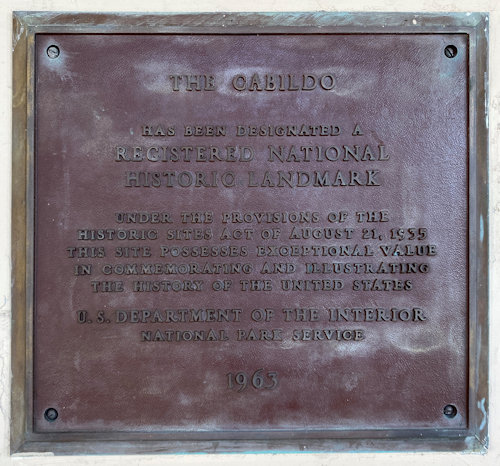 THE CABILDO
HAS BEEN DESIGNATED A
REGISTERED NATIONAL
HISTORIC LANDMARK
UNDER THE PROVISIONS OF THE
HISTORIC SITES ACT OF AUGUST 21, 1935
THIS SITE POSSESSES EXCEPTIONAL VALUE
IN COMMEMORATING AND ILLUSTRATING
THE HISTORY OF THE UNITED STATES
U.S. DEPARTMENT OF THE INTERIOR
NATIONAL PARK SERVICE
1963